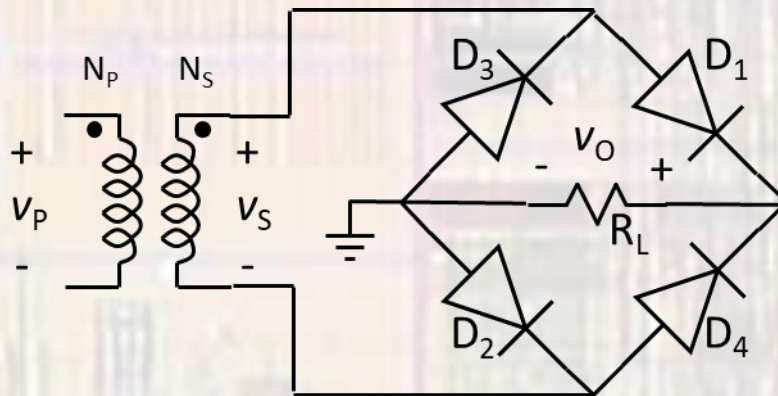 N_P N_S
D_3 D_1
+ +
v_P v_S
- -
v_O
- +
R_L
D_2 D_4